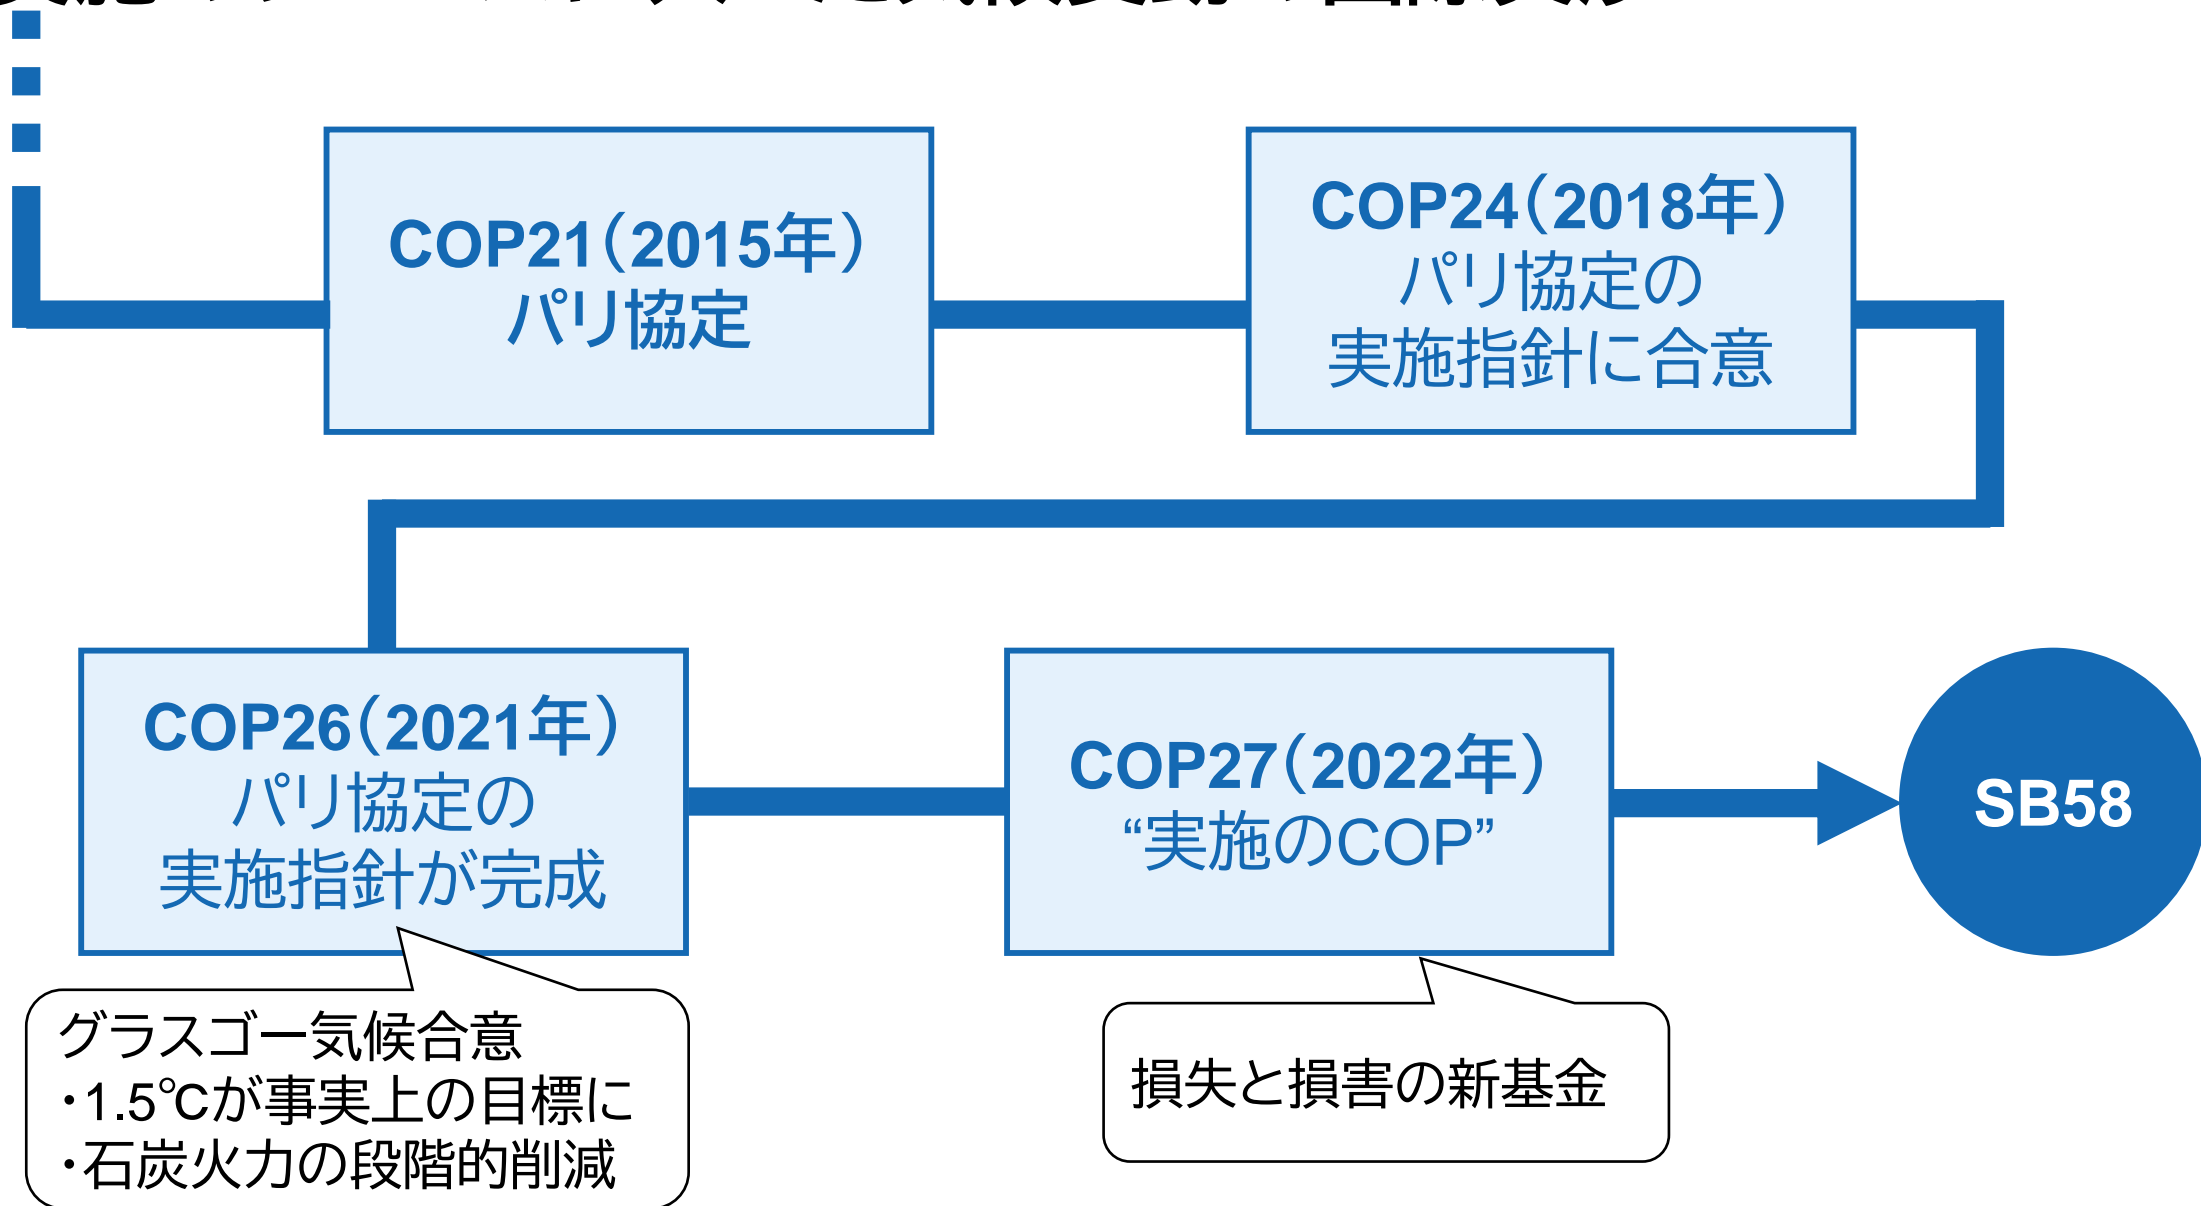 COP21（2015年）
パリ協定
COP24（2018年）
パリ協定の
実施指針に合意
COP26（2021年）
パリ協定の
実施指針が完成
COP27（2022年）
“実施のCOP”
SB58
グラスゴー気候合意
・1.5℃が事実上の目標に
・石炭火力の段階的削減
損失と損害の新基金